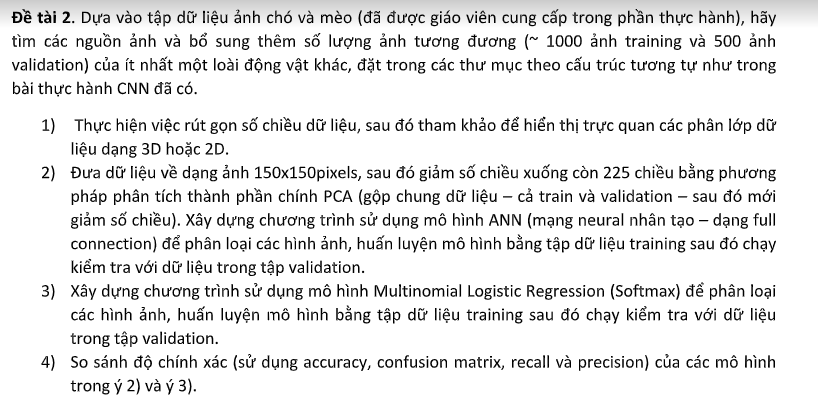 Đề tài 2. Dựa vào tập dữ liệu ảnh chó và mèo (đã được giáo viên cung cấp trong phần thực hành), hãy
tìm các nguồn ảnh và bổ sung thêm số lượng ảnh tương đương (~ 1000 ảnh training và 500 ảnh
validation) của ít nhất một loài động vật khác, đặt trong các thư mục theo cấu trúc tương tự như trong
bài thực hành CNN đã có.
1) Thực hiện việc rút gọn số chiều dữ liệu, sau đó tham khảo để hiển thị trực quan các phân lớp dữ
liệu dạng 3D hoặc 2D.
2) Đưa dữ liệu về dạng ảnh 150x150pixels, sau đó giảm số chiều xuống còn 225 chiều bằng phương
pháp phân tích thành phần chính PCA (gộp chung dữ liệu – cả train và validation – sau đó mới
giảm số chiều). Xây dựng chương trình sử dụng mô hình ANN (mạng neural nhân tạo – dạng full
connection) để phân loại các hình ảnh, huấn luyện mô hình bằng tập dữ liệu training sau đó chạy
kiểm tra với dữ liệu trong tập validation.
3) Xây dựng chương trình sử dụng mô hình Multinomial Logistic Regression (Softmax) để phân loại
các hình ảnh, huấn luyện mô hình bằng tập dữ liệu training sau đó chạy kiểm tra với dữ liệu
trong tập validation.
4) So sánh độ chính xác (sử dụng accuracy, confusion matrix, recall và precision) của các mô hình
trong ý 2) và ý 3).